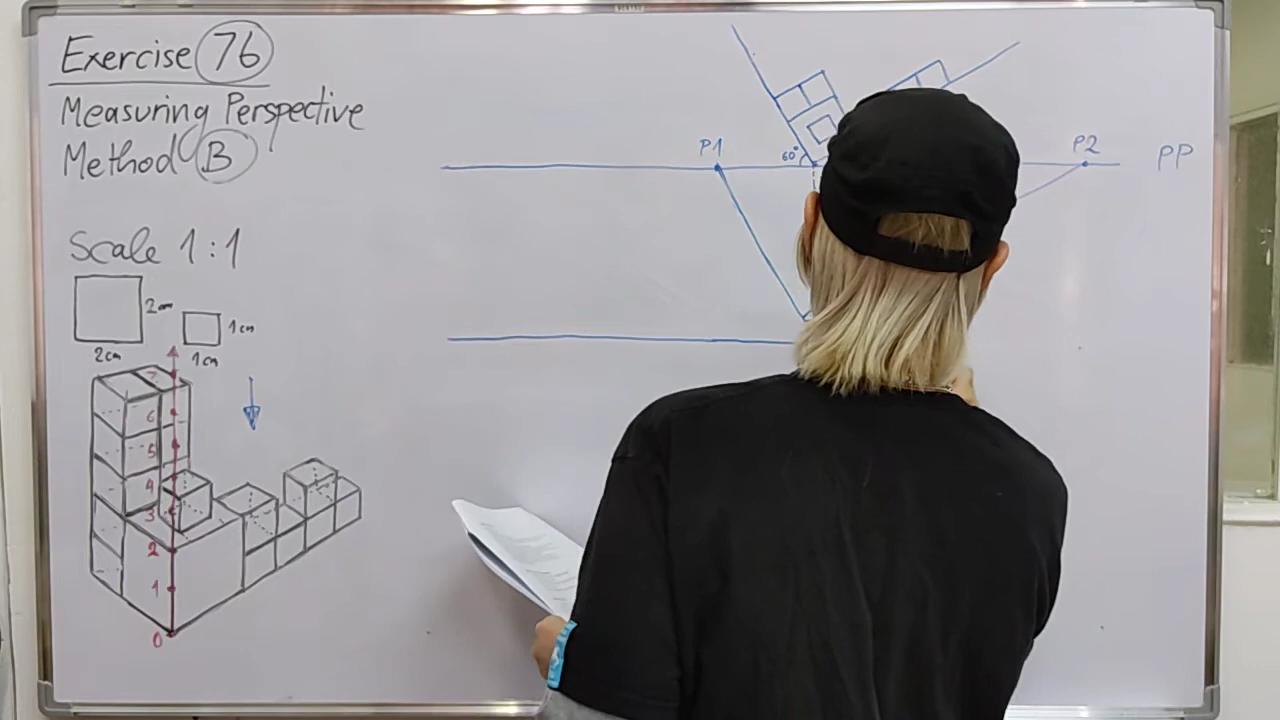 Exercise 76
Measuring Perspective
Method B
Scale 1:1
2cm
1cm
2cm
1cm
7
6
5
4
3
2
1
0
P1
60°
P2
PP